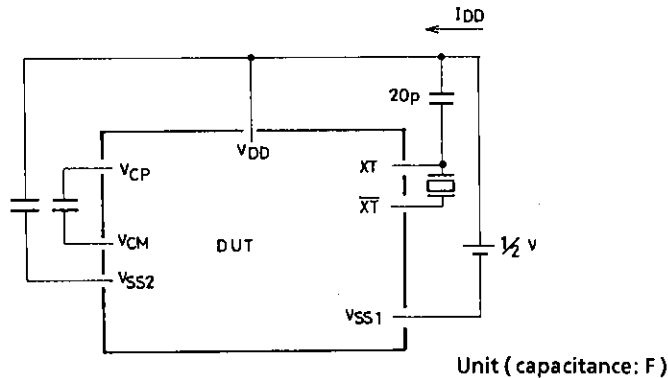 IDD
20p
VDD
VCP
XT
XT
VCM
DUT
1/2 V
VSS2
VSS1
Unit ( capacitance: F )